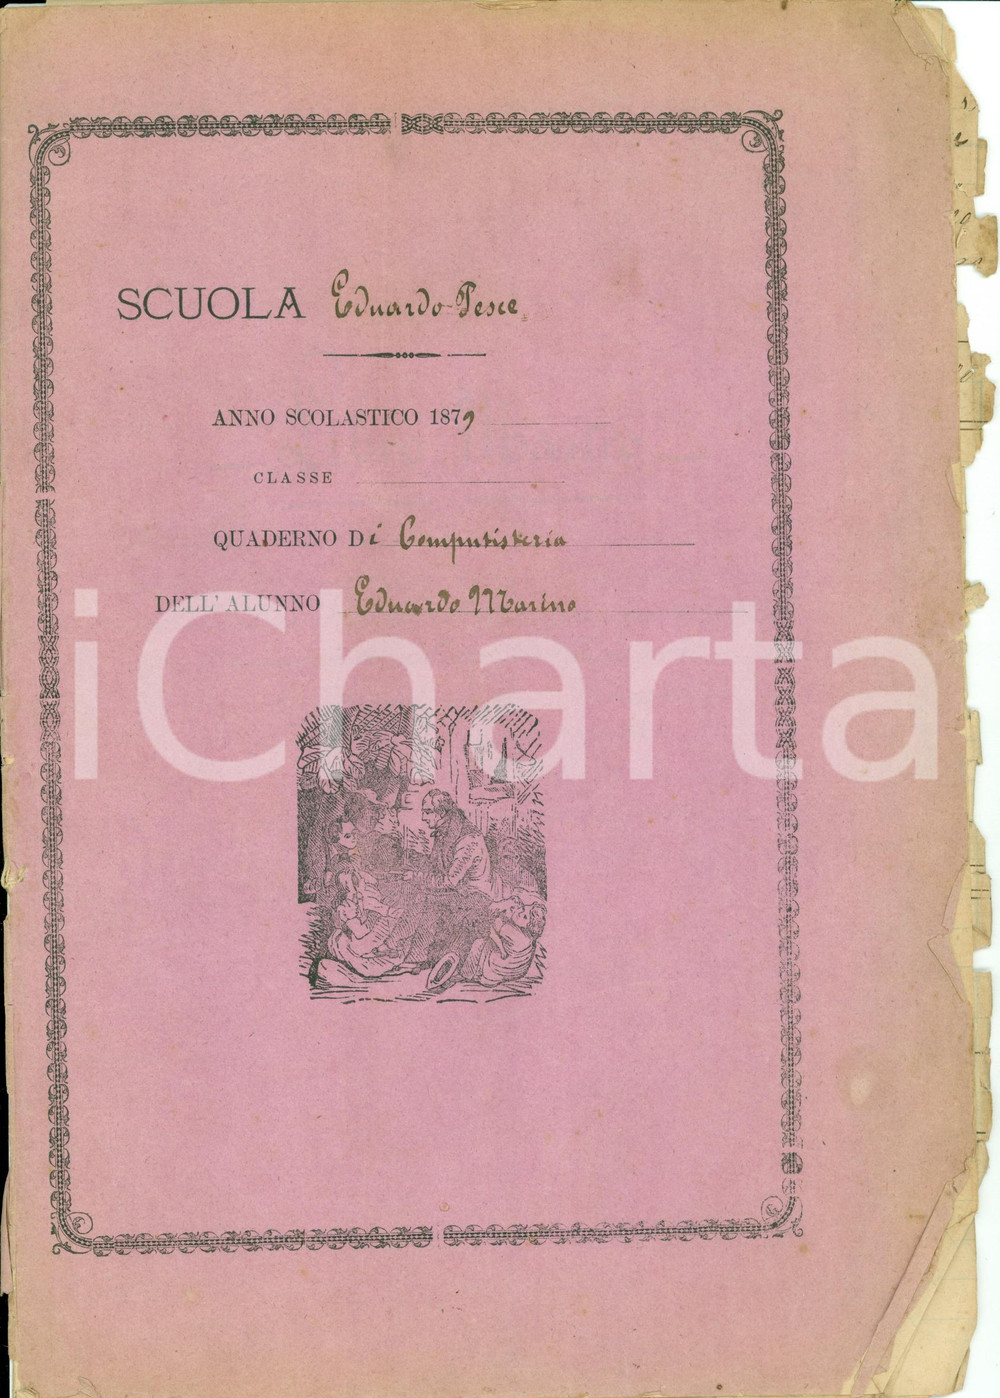 SCUOLA Eduardo Pesce
ANNO SCOLASTICO 1879
CLASSE
QUADERNO Di Computisteria
DELL' ALUNNO Eduardo Marino
iCharta